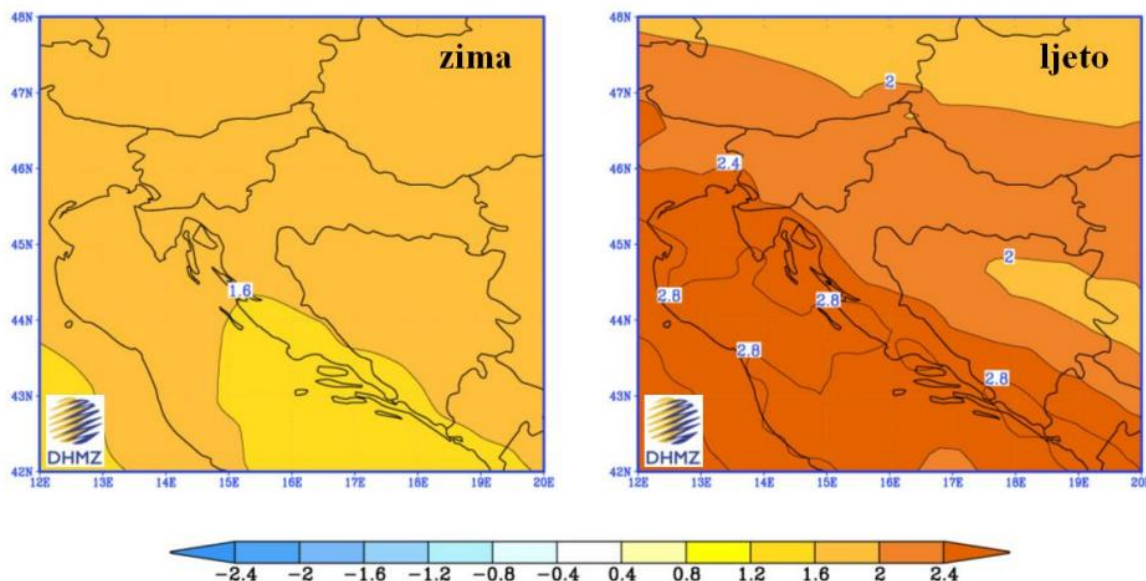 zima
48N
47N
46N
45N
44N
43N
42N
1.6
DHMZ
12E 13E 14E 15E 16E 17E 18E 19E 20E
ljeto
48N
47N
46N
45N
44N
43N
42N
2
2.4
2
2.8
2.8
2.8
2.8
DHMZ
12E 13E 14E 15E 16E 17E 18E 19E 20E
-2.4 -2 -1.6 -1.2 -0.8 -0.4 0.4 0.8 1.2 1.6 2 2.4